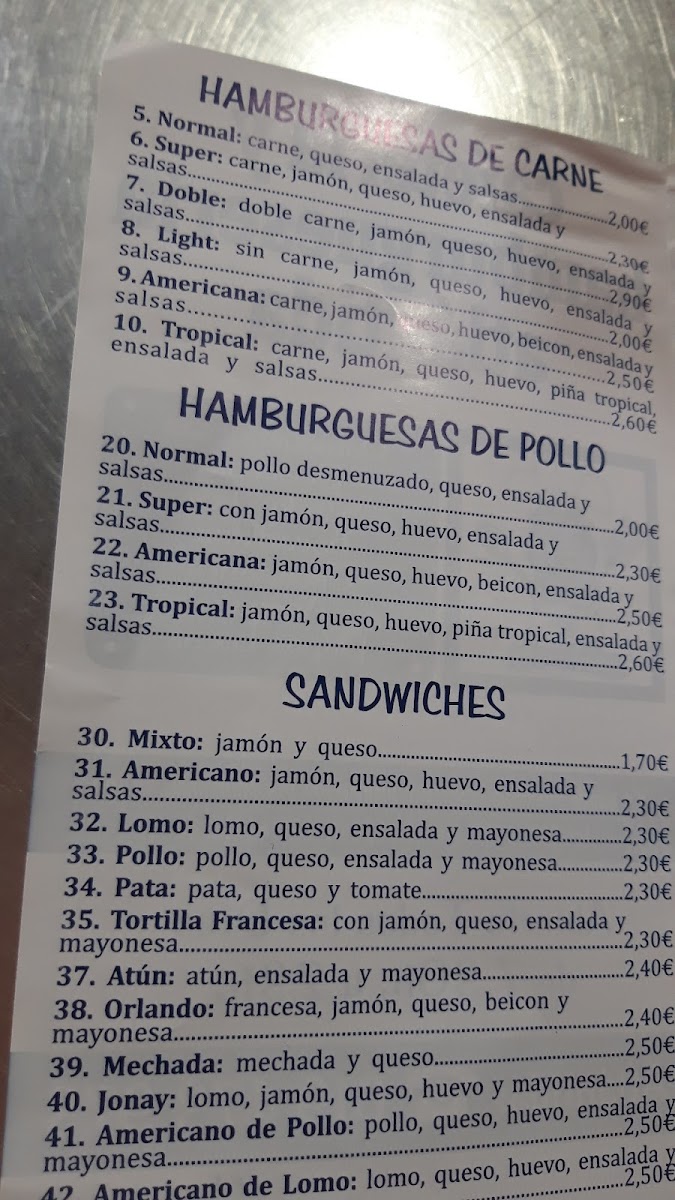 HAMBURGUESAS DE CARNE
5. Normal: carne, queso, ensalada y salsas....................2,00€
6. Super: carne, jamón, queso, huevo, ensalada y
salsas....................2,30€
7. Doble: doble carne, jamón, queso, huevo, ensalada y
salsas....................2,90€
8. Light: sin carne, jamón, queso, huevo, ensalada y
salsas....................2,00€
9. Americana: carne, jamón, queso, huevo, beicon, ensalada y
salsas....................2,50€
10. Tropical: carne, jamón, queso, huevo, piña tropical,
ensalada y salsas....................2,60€
HAMBURGUESAS DE POLLO
20. Normal: pollo desmenuzado, queso, ensalada y
salsas....................2,00€
21. Super: con jamón, queso, huevo, ensalada y
salsas....................2,30€
22. Americana: jamón, queso, huevo, beicon, ensalada y
salsas....................2,50€
23. Tropical: jamón, queso, huevo, piña tropical, ensalada y
salsas....................2,60€
SANDWICHES
30. Mixto: jamón y queso....................1,70€
31. Americano: jamón, queso, huevo, ensalada y
salsas....................2,30€
32. Lomo: lomo, queso, ensalada y mayonesa.............2,30€
33. Pollo: pollo, queso, ensalada y mayonesa.............2,30€
34. Pata: pata, queso y tomate....................2,30€
35. Tortilla Francesa: con jamón, queso, ensalada y
mayonesa....................2,30€
37. Atún: atún, ensalada y mayonesa....................2,40€
38. Orlando: francesa, jamón, queso, beicon y
mayonesa....................2,40€
39. Mechada: mechada y queso....................2,50€
40. Jonay: lomo, jamón, queso, huevo y mayonesa....2,50€
41. Americano de Pollo: pollo, queso, huevo, ensalada y
mayonesa....................2,50€
42. Americano de Lomo: lomo, queso, huevo, ensalada y
....................2,50€